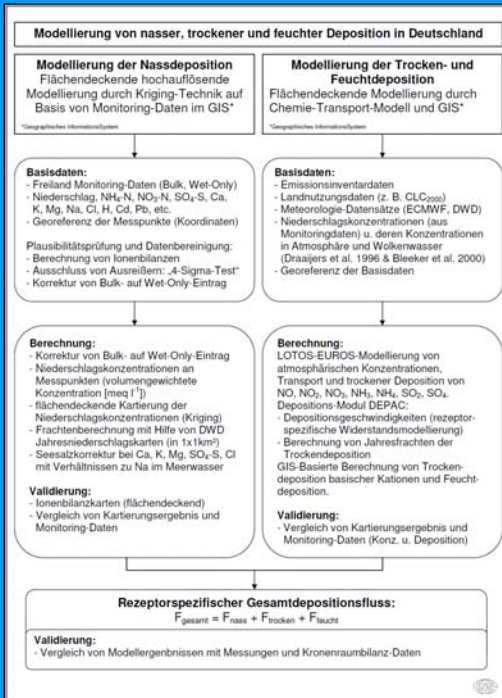 Modellierung von nasser, trockener und feuchter Deposition in Deutschland
Modellierung der Nassdeposition
Flächendeckende hochauflösende
Modellierung durch Kriging-Technik auf
Basis von Monitoring-Daten im GIS*
*Geographisches InformationsSystem
Basisdaten:
- Freiland Monitoring-Daten (Bulk, Wet-Only)
- Niederschlag, NH₄-N, NO₃-N, SO₄-S, Ca,
K, Mg, Na, Cl, H, Cd, Pb, etc.
- Georeferenz der Messpunkte (Koordinaten)
Plausibilitätsprüfung und Datenbereinigung:
- Berechnung von Ionenbilanzen
- Ausschluss von Ausreißern: „4-Sigma-Test“
- Korrektur von Bulk- auf Wet-Only-Eintrag
Berechnung:
- Korrektur von Bulk- auf Wet-Only-Eintrag
- Niederschlagskonzentrationen an
Messpunkten (volumengewichtete
Konzentration [meq l⁻¹])
- flächendeckende Kartierung der
Niederschlagskonzentrationen (Kriging)
- Frachtenberechnung mit Hilfe von DWD
Jahresniederschlagskarten (in 1x1km²)
- Seesalzkorrektur bei Ca, K, Mg, SO₄-S, Cl
mit Verhältnissen zu Na im Meerwasser
Validierung:
- Ionenbilanzkarten (flächendeckend)
- Vergleich von Kartierungsergebnis und
Monitoring-Daten
Modellierung der Trocken- und
Feuchtdeposition
Flächendeckende Modellierung durch
Chemie-Transport-Modell und GIS*
*Geographisches InformationsSystem
Basisdaten:
- Emissionsinventardaten
- Landnutzungsdaten (z. B. CLC₂₀₀₀)
- Meteorologie-Datensätze (ECMWF, DWD)
- Niederschlagskonzentrationen (aus
Monitoringdaten) u. deren Konzentrationen
in Atmosphäre und Wolkenwasser
(Draaijers et al. 1996 & Bleeker et al. 2000)
- Georeferenz der Basisdaten
Berechnung:
LOTOS-EUROS-Modellierung von
atmosphärischen Konzentrationen,
Transport und trockener Deposition von
NO, NO₂, NO₃, NH₃, NH₄, SO₂, SO₄.
Depositions-Modul DEPAC:
- Depositionsgeschwindigkeiten (rezeptor-
spezifische Widerstandsmodellierung)
- Berechnung von Jahresfrachten der
Trockendeposition
GIS-Basierte Berechnung von Trocken-
deposition basischer Kationen und Feucht-
deposition.
Validierung:
- Vergleich von Kartierungsergebnis und
Monitoring-Daten (Konz. u. Deposition)
Rezeptorspezifischer Gesamtdepositionsfluss:
F_gesamt = F_nass + F_trocken + F_feucht
Validierung:
- Vergleich von Modellergenbnissen mit Messungen und Kronenraumbilanz-Daten